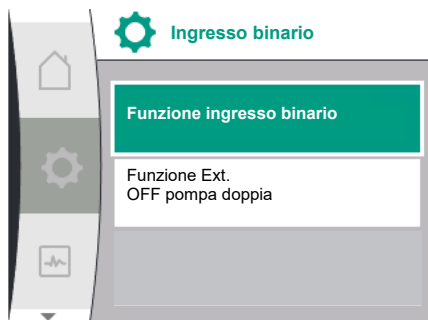 Ingresso binario
Funzione ingresso binario
Funzione Ext.
OFF pompa doppia